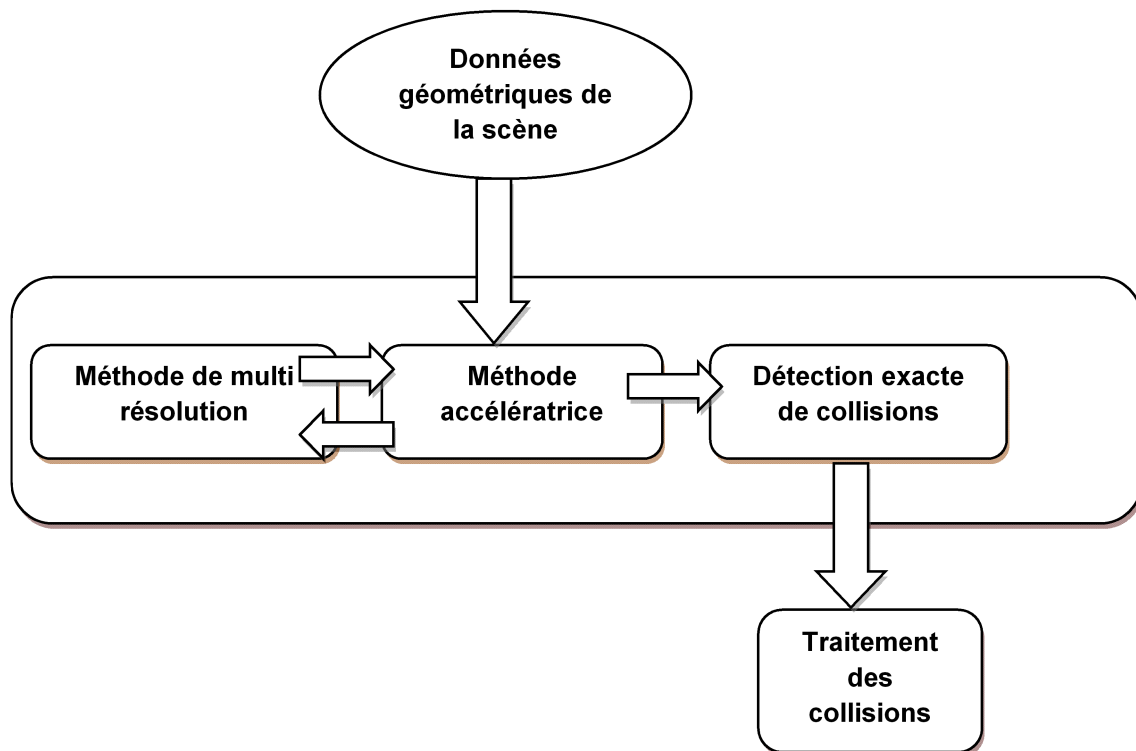 Données
géométriques de
la scène
Méthode de multi
résolution
Méthode
accélératrice
Détection exacte
de collisions
Traitement
des
collisions